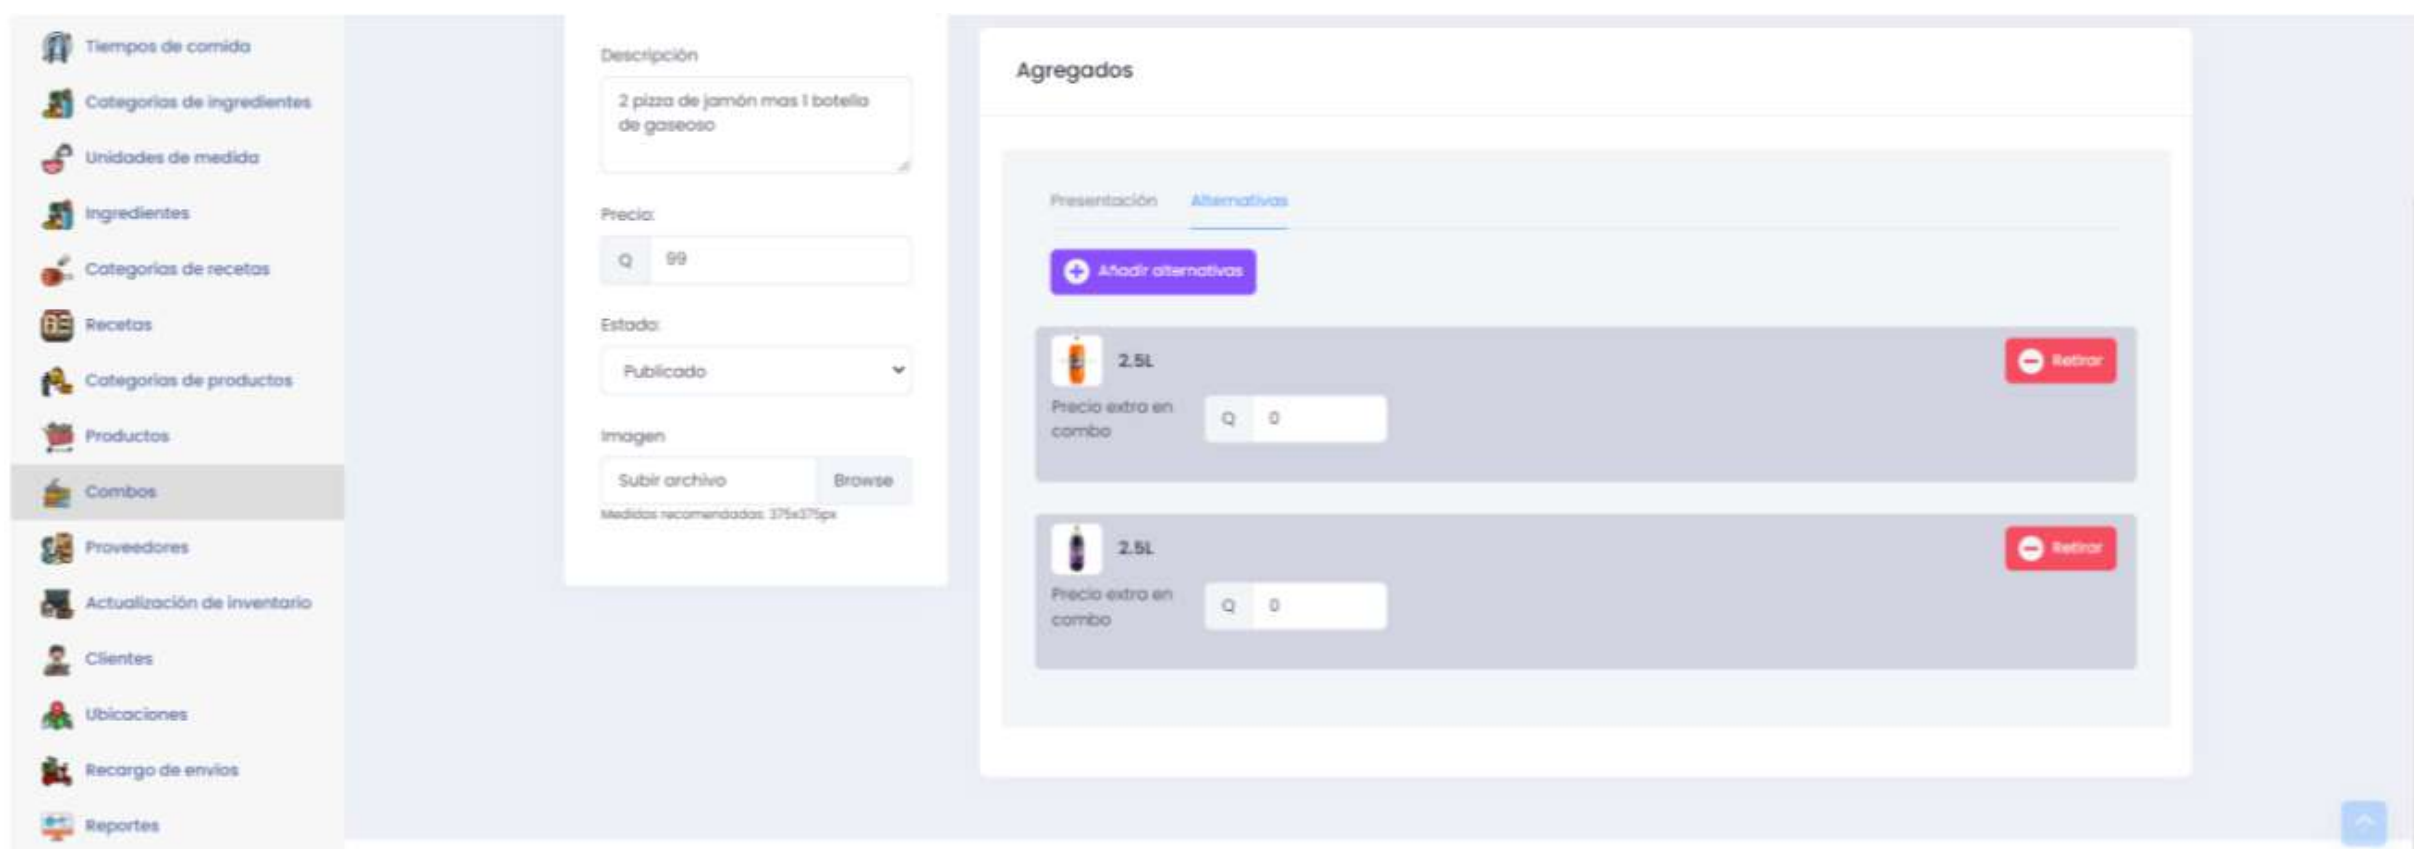 Tiempos de comida
Categorías de ingredientes
Unidades de medida
Ingredientes
Categorías de recetas
Recetas
Categorías de productos
Productos
Combos
Proveedores
Actualización de inventario
Clientes
Ubicaciones
Recargo de envíos
Reportes
Descripción
2 pizza de jamón mas 1 botella
de gaseosa
Precio:
Q 99
Estado:
Publicado
Imagen
Subir archivo Browse
Medidas recomendadas: 375x375px
Agregados
Presentación Alternativas
Añadir alternativas
2.5L Retirar
Precio extra en
combo
Q 0
2.5L Retirar
Precio extra en
combo
Q 0